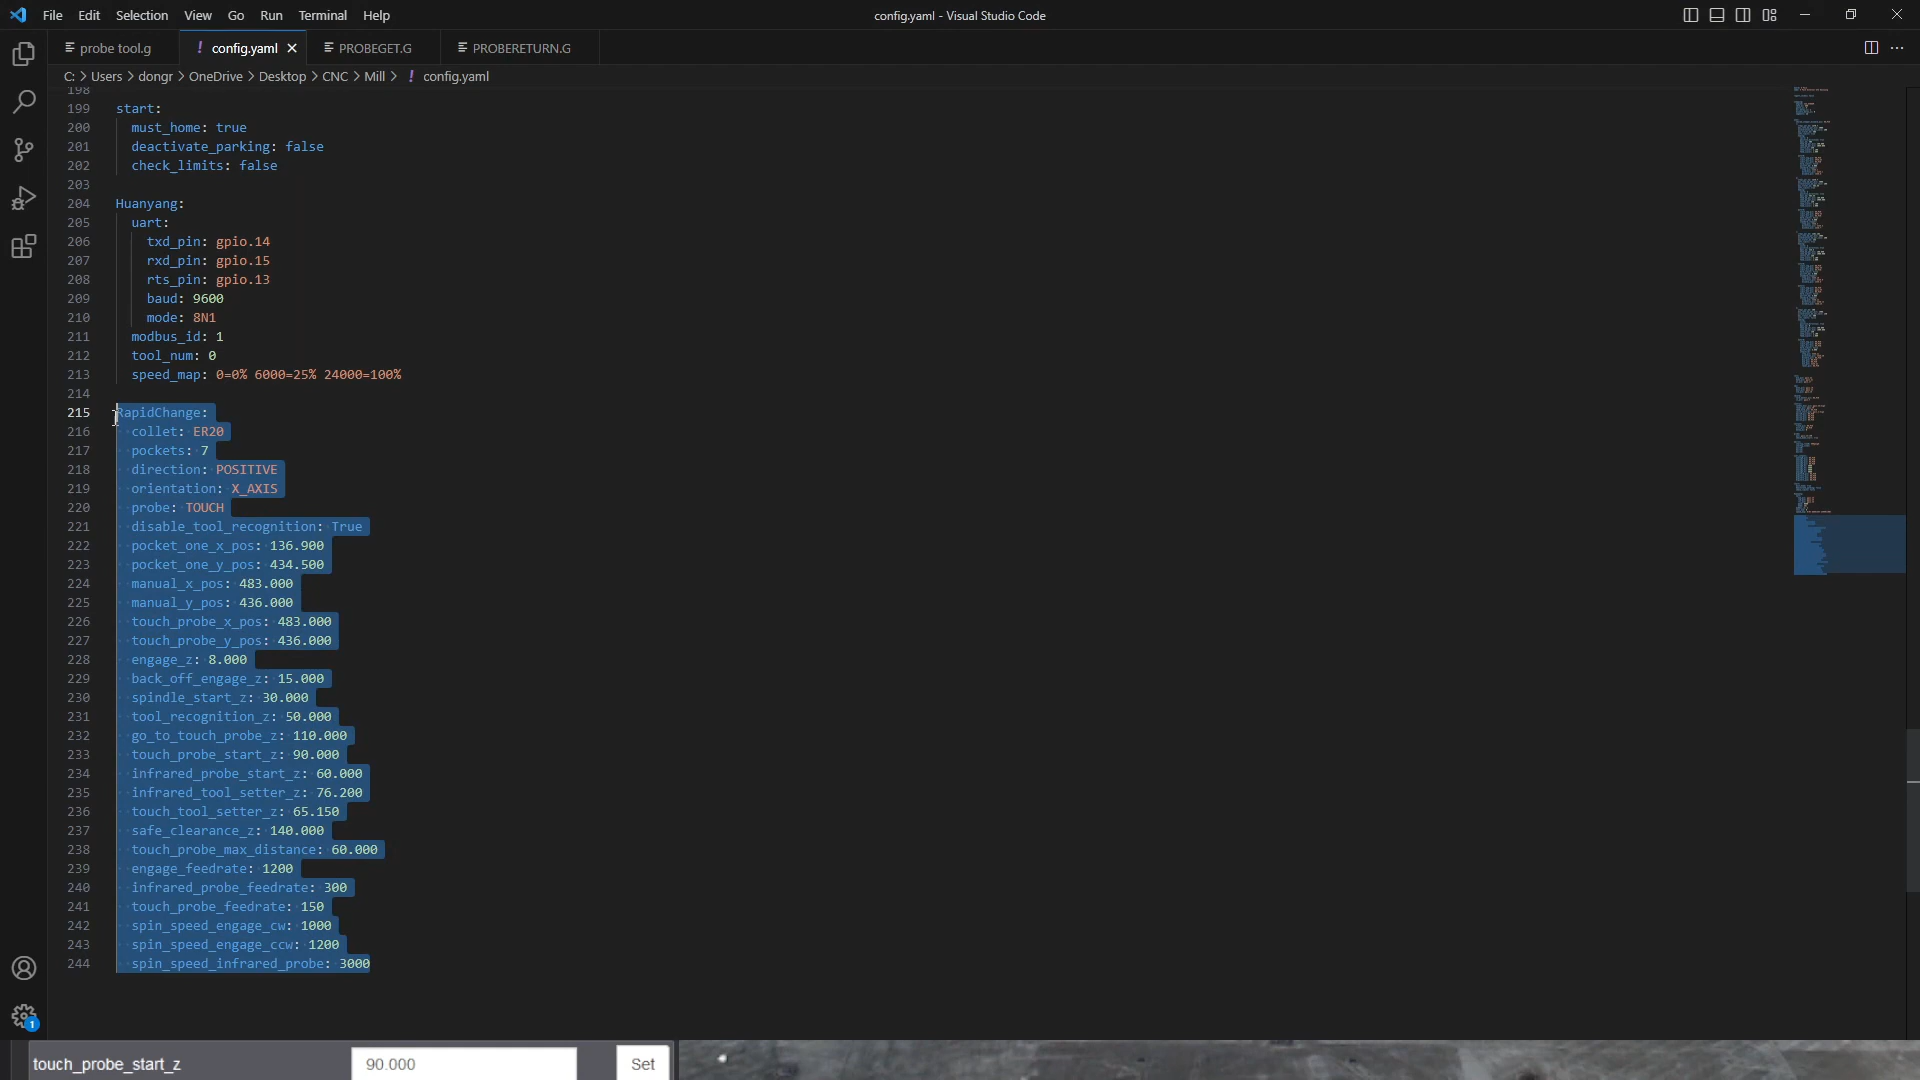 File Edit Selection View Go Run Terminal Help
config.yaml - Visual Studio Code
probe tool.g
! config.yaml
PROBEGET.G
PROBERETURN.G
C: > Users > dongr > OneDrive > Desktop > CNC > Mill > ! config.yaml
198
199 start:
200 must_home: true
201 deactivate_parking: false
202 check_limits: false
203
204 Huanyang:
205 uart:
206 txd_pin: gpio.14
207 rxd_pin: gpio.15
208 rts_pin: gpio.13
209 baud: 9600
210 mode: 8N1
211 modbus_id: 1
212 tool_num: 0
213 speed_map: 0=0% 6000=25% 24000=100%
214
215 RapidChange:
216 collet: ER20
217 pockets: 7
218 direction: POSITIVE
219 orientation: X_AXIS
220 probe: TOUCH
221 disable_tool_recognition: True
222 pocket_one_x_pos: 136.900
223 pocket_one_y_pos: 434.500
224 manual_x_pos: 483.000
225 manual_y_pos: 436.000
226 touch_probe_x_pos: 483.000
227 touch_probe_y_pos: 436.000
228 engage_z: 8.000
229 back_off_engage_z: 15.000
230 spindle_start_z: 30.000
231 tool_recognition_z: 50.000
232 go_to_touch_probe_z: 110.000
233 touch_probe_start_z: 90.000
234 infrared_probe_start_z: 60.000
235 infrared_tool_setter_z: 76.200
236 touch_tool_setter_z: 65.150
237 safe_clearance_z: 140.000
238 touch_probe_max_distance: 60.000
239 engage_feedrate: 1200
240 infrared_probe_feedrate: 300
241 touch_probe_feedrate: 150
242 spin_speed_engage_cw: 1000
243 spin_speed_engage_ccw: 1200
244 spin_speed_infrared_probe: 3000
1
touch_probe_start_z 90.000 Set